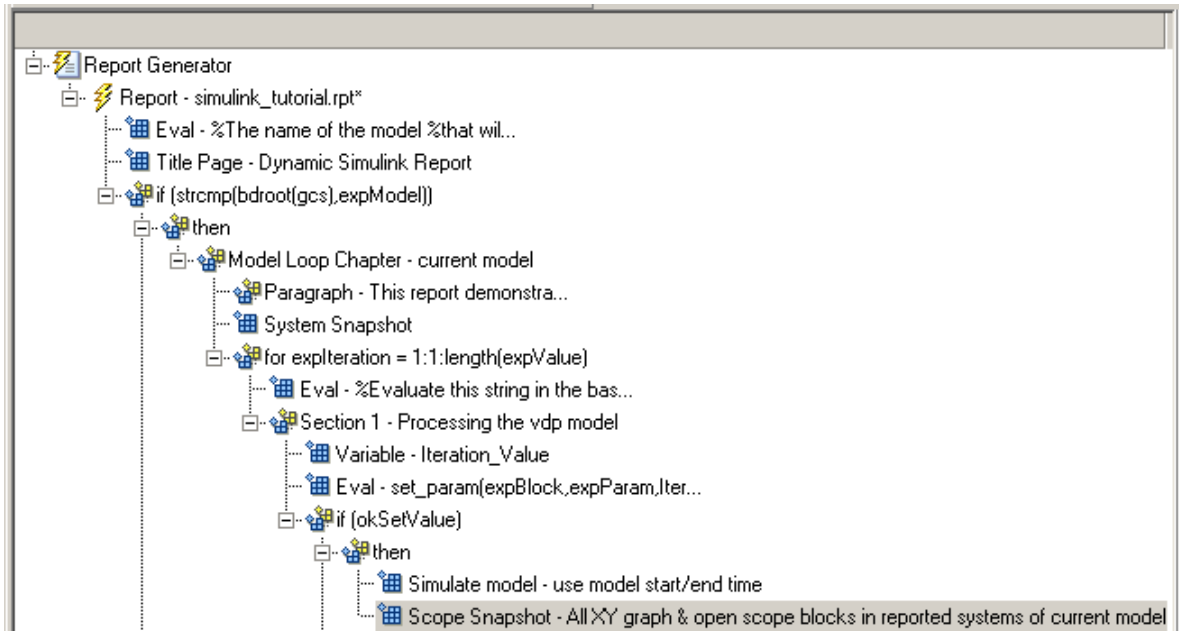 Report Generator
Report - simulink_tutorial.rpt*
Eval - %The name of the model %that wil...
Title Page - Dynamic Simulink Report
if (strcmp(bdroot(gcs),expModel))
then
Model Loop Chapter - current model
Paragraph - This report demonstra...
System Snapshot
for expIteration = 1:1:length(expValue)
Eval - %Evaluate this string in the bas...
Section 1 - Processing the vdp model
Variable - Iteration_Value
Eval - set_param(expBlock,expParam,Iter...
if (okSetValue)
then
Simulate model - use model start/end time
Scope Snapshot - All XY graph & open scope blocks in reported systems of current model